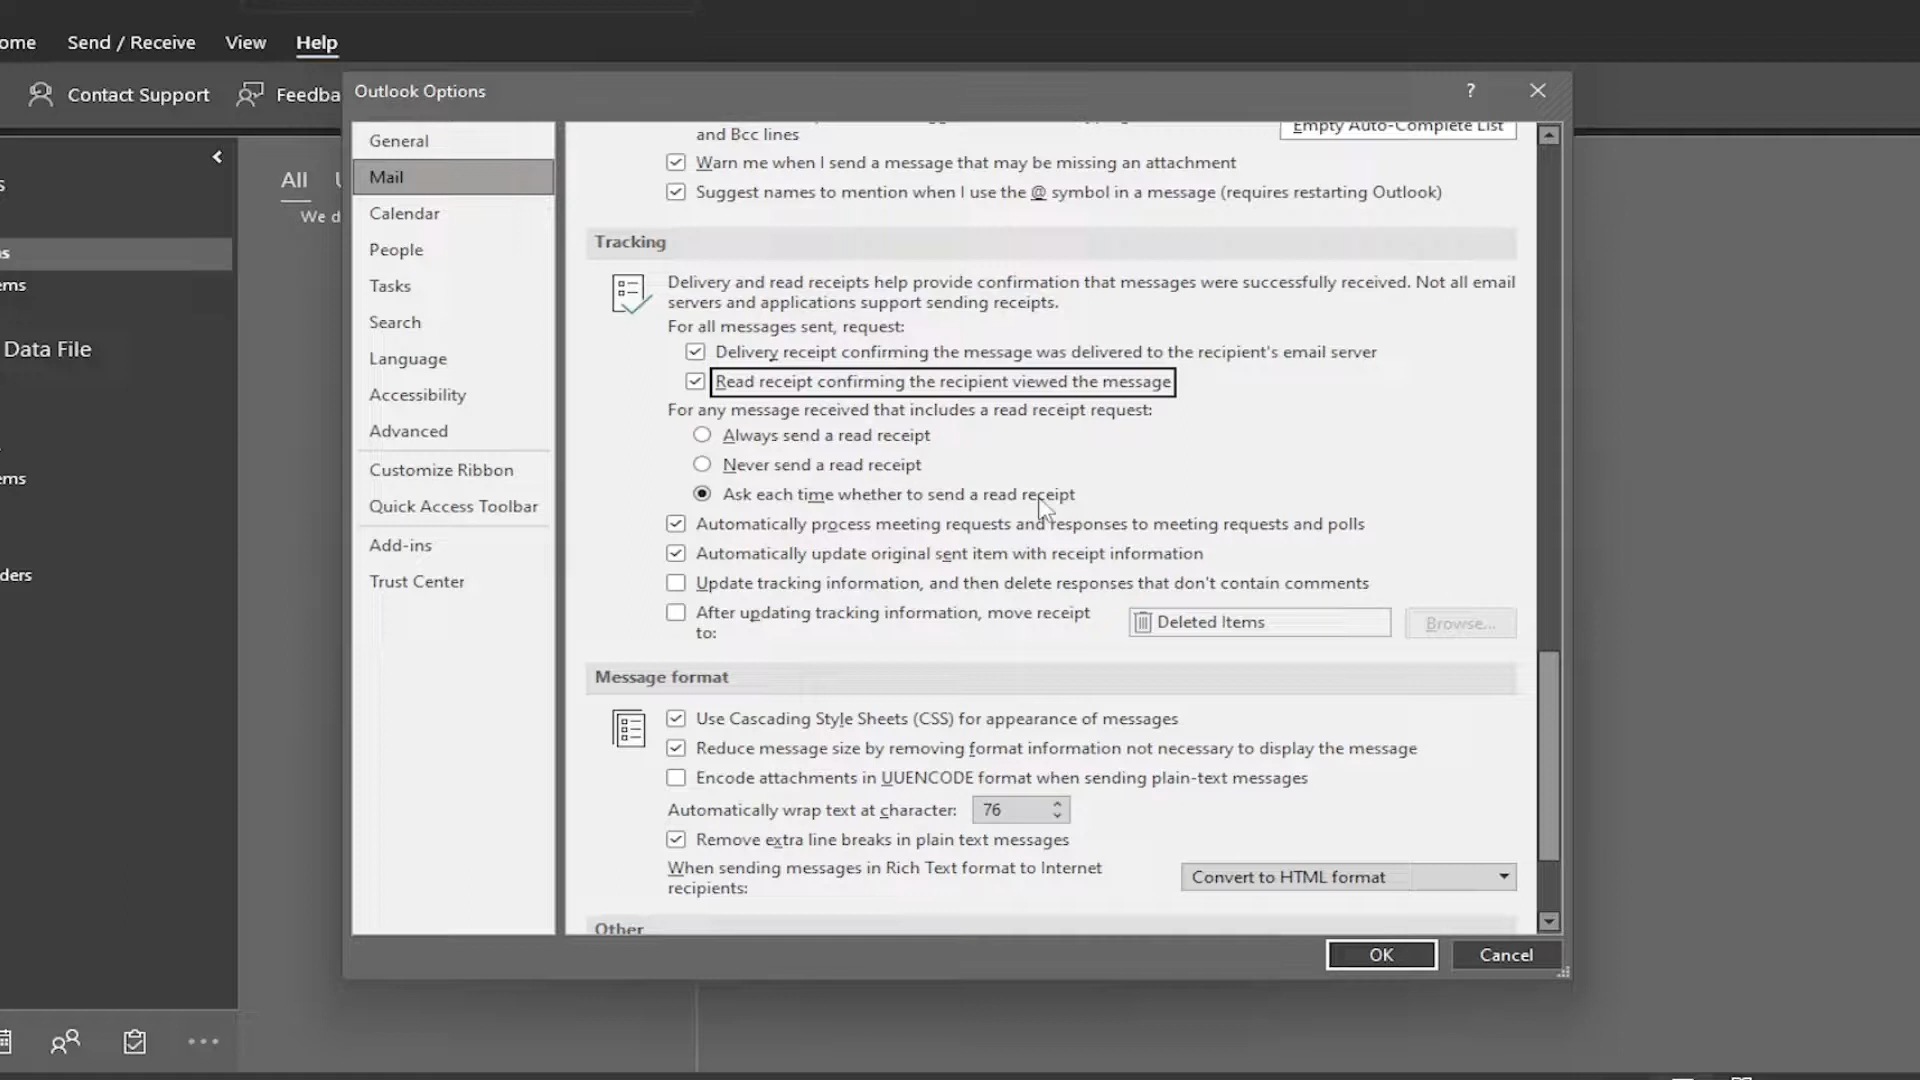 ome Send / Receive View Help
Contact Support Feedba
Outlook Options ?
s
ms
Data File
ms
ders
All U
We d
General
Mail
Calendar
People
Tasks
Search
Language
Accessibility
Advanced
Customize Ribbon
Quick Access Toolbar
Add-ins
Trust Center
and Bcc lines
Empty Auto-Complete List
Warn me when I send a message that may be missing an attachment
Suggest names to mention when I use the @ symbol in a message (requires restarting Outlook)
Tracking
Delivery and read receipts help provide confirmation that messages were successfully received. Not all email
servers and applications support sending receipts.
For all messages sent, request:
Delivery receipt confirming the message was delivered to the recipient's email server
Read receipt confirming the recipient viewed the message
For any message received that includes a read receipt request:
Always send a read receipt
Never send a read receipt
Ask each time whether to send a read receipt
Automatically process meeting requests and responses to meeting requests and polls
Automatically update original sent item with receipt information
Update tracking information, and then delete responses that don't contain comments
After updating tracking information, move receipt
to:
Deleted Items
Browse...
Message format
Use Cascading Style Sheets (CSS) for appearance of messages
Reduce message size by removing format information not necessary to display the message
Encode attachments in UUENCODE format when sending plain-text messages
Automatically wrap text at character: 76
Remove extra line breaks in plain text messages
When sending messages in Rich Text format to Internet
recipients:
Convert to HTML format
Other
OK Cancel